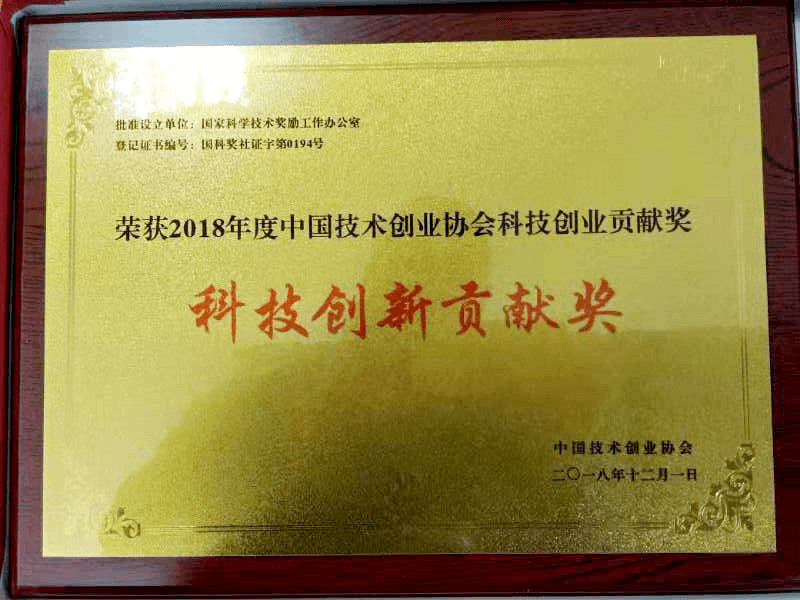 批准设立单位：国家科学技术奖励工作办公室
登记证书编号：国科奖社证字第0194号
荣获2018年度中国技术创业协会科技创业贡献奖
科技创新贡献奖
中国技术创业协会
二〇一八年十二月一日